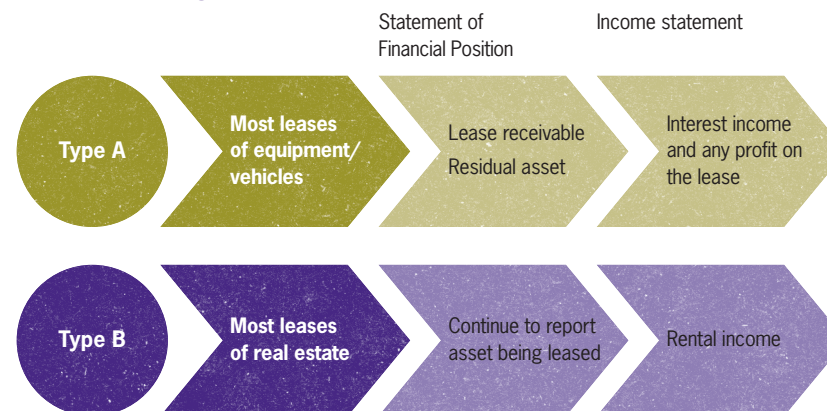 Statement of
Financial Position
Income statement
Type A
Most leases
of equipment/
vehicles
Lease receivable
Residual asset
Interest income
and any profit on
the lease
Type B
Most leases
of real estate
Continue to report
asset being leased
Rental income